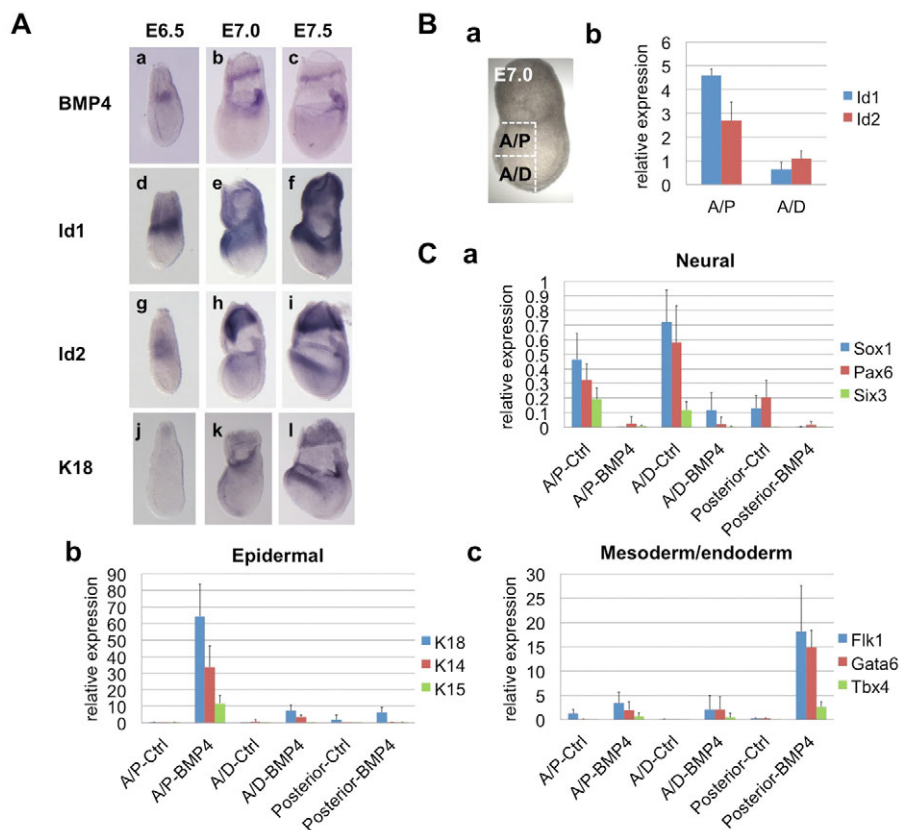 A
E6.5 E7.0 E7.5
a b c
BMP4
d e f
Id1
g h i
Id2
j k l
K18
B
a
E7.0
A/P
A/D
b
relative expression
6
5
4
3
2
1
0
A/P A/D
Id1
Id2
C a
Neural
relative expression
1
0.9
0.8
0.7
0.6
0.5
0.4
0.3
0.2
0.1
0
A/P-Ctrl
A/P-BMP4
A/D-Ctrl
A/D-BMP4
Posterior-Ctrl
Posterior-BMP4
Sox1
Pax6
Six3
b
Epidermal
relative expression
90
80
70
60
50
40
30
20
10
0
A/P-Ctrl
A/P-BMP4
A/D-Ctrl
A/D-BMP4
Posterior-Ctrl
Posterior-BMP4
K18
K14
K15
c
Mesoderm/endoderm
relative expression
30
25
20
15
10
5
0
A/P-Ctrl
A/P-BMP4
A/D-Ctrl
A/D-BMP4
Posterior-Ctrl
Posterior-BMP4
Flk1
Gata6
Tbx4